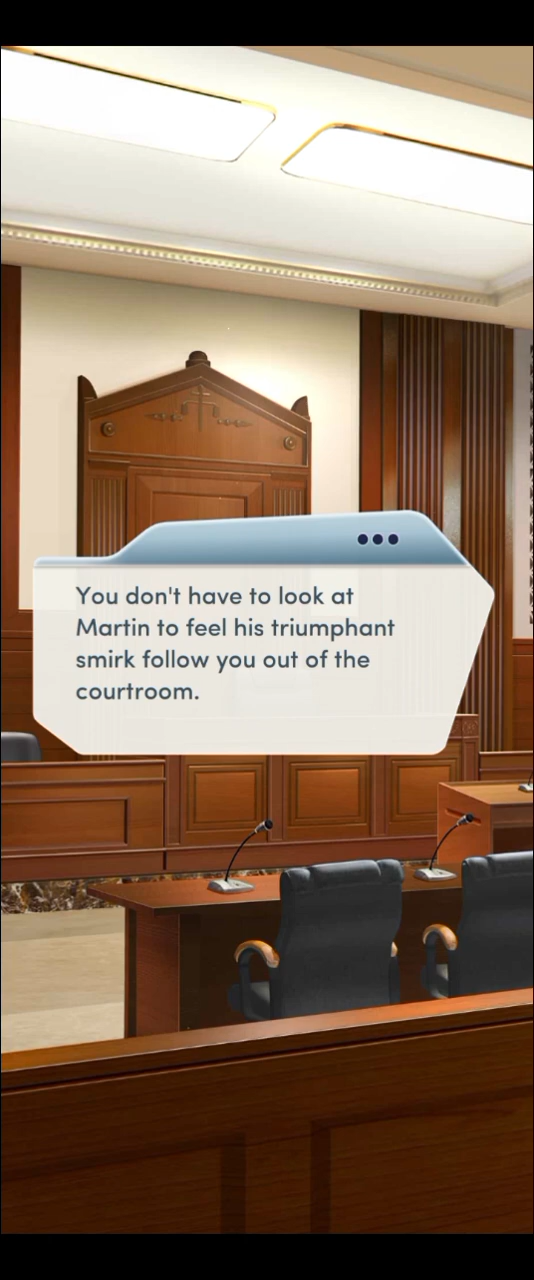 You don't have to look at
Martin to feel his triumphant
smirk follow you out of the
courtroom.